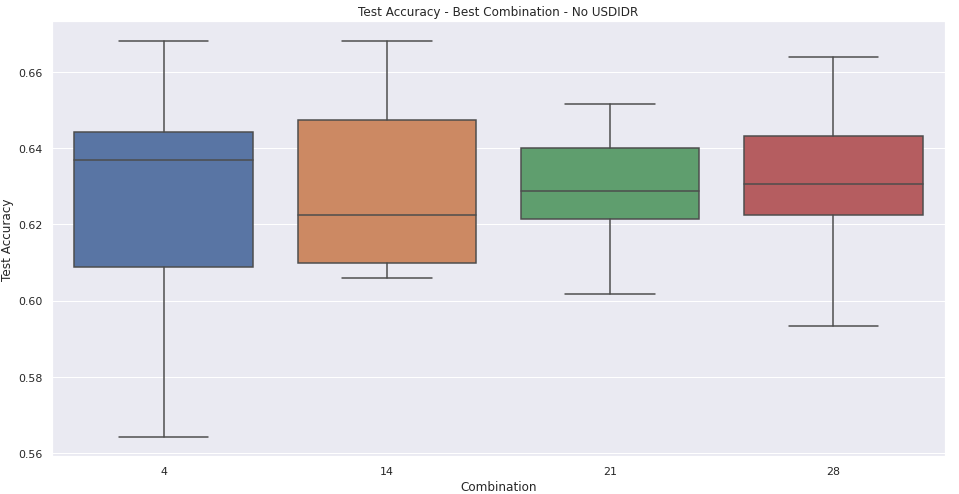 Test Accuracy - Best Combination - No USDIDR
Test Accuracy
0.66
0.64
0.62
0.60
0.58
0.56
4 14 21 28
Combination